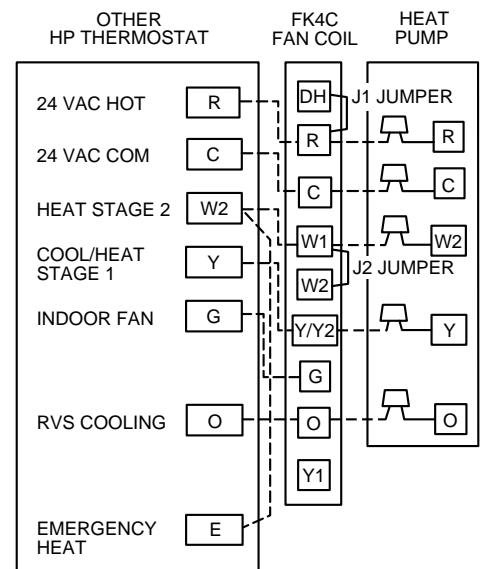 OTHER
HP THERMOSTAT
FK4C
FAN COIL
HEAT
PUMP
24 VAC HOT R DH J1 JUMPER
R R
24 VAC COM C C C
HEAT STAGE 2 W2 W1 W2
COOL/HEAT
STAGE 1 Y W2 J2 JUMPER
INDOOR FAN G Y/Y2 Y
G
RVS COOLING O O O
Y1
EMERGENCY
HEAT E